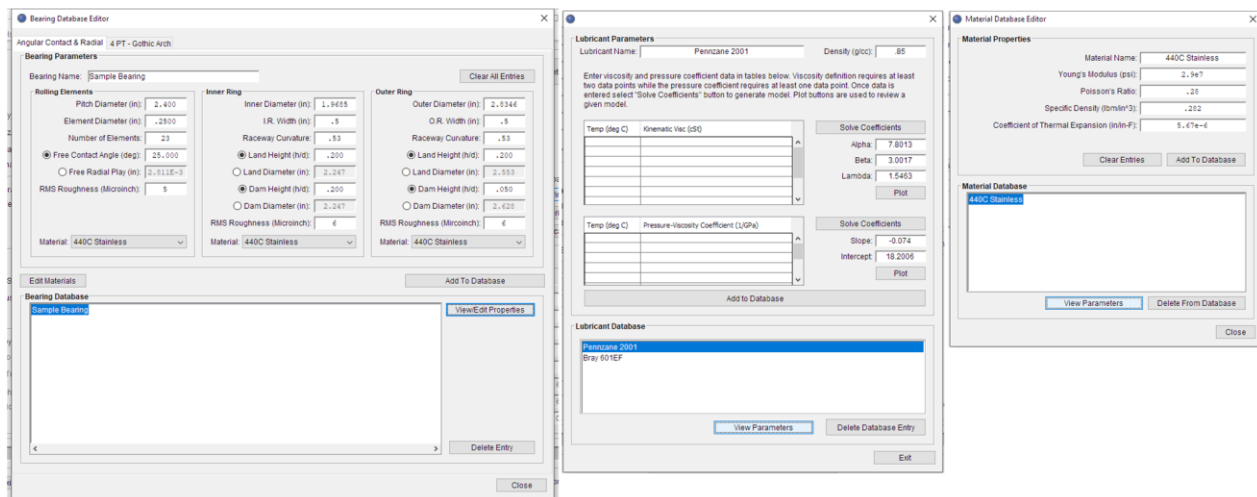 Bearing Database Editor
Angular Contact & Radial 4 PT - Gothic Arch
Bearing Parameters
Bearing Name: Sample Bearing Clear All Entries
Rolling Elements
Pitch Diameter (in): 2.400
Element Diameter (in): .2500
Number of Elements: 23
Free Contact Angle (deg): 25.000
Free Radial Play (in): 2.811E-3
RMS Roughness (Microinch): 5
Material: 440C Stainless
Inner Ring
Inner Diameter (in): 1.9685
I.R. Width (in): .5
Raceway Curvature: .53
Land Height (h/d): .200
Land Diameter (in): 2.247
Dam Height (h/d): .200
Dam Diameter (in): 2.247
RMS Roughness (Microinch): 6
Material: 440C Stainless
Outer Ring
Outer Diameter (in): 2.8346
O.R. Width (in): .5
Raceway Curvature: .53
Land Height (h/d): .200
Land Diameter (in): 2.553
Dam Height (h/d): .050
Dam Diameter (in): 2.628
RMS Roughness (Mircoinch): 6
Material: 440C Stainless
Edit Materials Add To Database
Bearing Database
Sample Bearing
View/Edit Properties
Delete Entry
Close
Lubricant Parameters
Lubricant Name: Pennzane 2001 Density (g/cc): .85
Enter viscosity and pressure coefficient data in tables below. Viscosity definition requires at least
two data points while the pressure coefficient requires at least one data point. Once data is
entered select "Solve Coefficients" button to generate model. Plot buttons are used to review a
given model.
Temp (deg C) Kinematic Visc (cSt)
Solve Coefficients
Alpha: 7.8013
Beta: 3.0017
Lambda: 1.5463
Plot
Temp (deg C) Pressure-Viscosity Coefficient (1/GPa)
Solve Coefficients
Slope: -0.074
Intercept: 18.2006
Plot
Add to Database
Lubricant Database
Pennzane 2001
Bray 601EF
View Parameters Delete Database Entry
Exit
Material Database Editor
Material Properties
Material Name: 440C Stainless
Young's Modulus (psi): 2.9e7
Poisson's Ratio: .28
Specific Density (lbm/in^3): .282
Coefficient of Thermal Expansion (in/in-F): 5.67e-6
Clear Entries Add To Database
Material Database
440C Stainless
View Parameters Delete From Database
Close